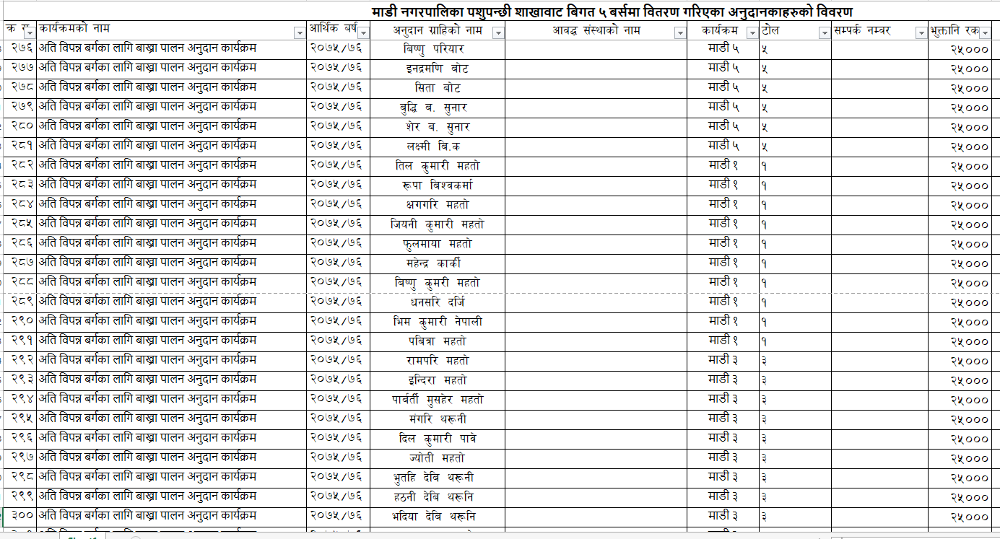 माडी नगरपालिका पशुपन्छी शाखावाट बिगत ५ बर्समा वितरण गरिएका अनुदानकाहरुको विवरण
क्र स कार्यक्रमको नाम आर्थिक बर्ष अनुदान ग्राहिको नाम आवद्ध संस्थाको नाम कार्यक्रम टोल सम्पर्क नम्वर भुक्तानि रक
२७६ अति विपन्न बर्गका लागि बाख्रा पालन अनुदान कार्यक्रम २०७५/७६ बिष्णु परियार माडी ५ ५ २५०००
२७७ अति विपन्न बर्गका लागि बाख्रा पालन अनुदान कार्यक्रम २०७५/७६ इनद्रमणि बोट माडी ५ ५ २५०००
२७८ अति विपन्न बर्गका लागि बाख्रा पालन अनुदान कार्यक्रम २०७५/७६ सिता बोट माडी ५ ५ २५०००
२७९ अति विपन्न बर्गका लागि बाख्रा पालन अनुदान कार्यक्रम २०७५/७६ बुद्धि ब. सुनार माडी ५ ५ २५०००
२८० अति विपन्न बर्गका लागि बाख्रा पालन अनुदान कार्यक्रम २०७५/७६ शेर ब. सुनार माडी ५ ५ २५०००
२८१ अति विपन्न बर्गका लागि बाख्रा पालन अनुदान कार्यक्रम २०७५/७६ लक्ष्मी बि.क माडी ५ ५ २५०००
२८२ अति विपन्न बर्गका लागि बाख्रा पालन अनुदान कार्यक्रम २०७५/७६ तिल कुमारी महतो माडी १ १ २५०००
२८३ अति विपन्न बर्गका लागि बाख्रा पालन अनुदान कार्यक्रम २०७५/७६ रूपा बिश्वकर्मा माडी १ १ २५०००
२८४ अति विपन्न बर्गका लागि बाख्रा पालन अनुदान कार्यक्रम २०७५/७६ क्षगगरि महतो माडी १ १ २५०००
२८५ अति विपन्न बर्गका लागि बाख्रा पालन अनुदान कार्यक्रम २०७५/७६ जियनी कुमारी महतो माडी १ १ २५०००
२८६ अति विपन्न बर्गका लागि बाख्रा पालन अनुदान कार्यक्रम २०७५/७६ फुलमाया महतो माडी १ १ २५०००
२८७ अति विपन्न बर्गका लागि बाख्रा पालन अनुदान कार्यक्रम २०७५/७६ महेन्द्र कार्की माडी १ १ २५०००
२८८ अति विपन्न बर्गका लागि बाख्रा पालन अनुदान कार्यक्रम २०७५/७६ बिष्णु कुमरी महतो माडी १ १ २५०००
२८९ अति विपन्न बर्गका लागि बाख्रा पालन अनुदान कार्यक्रम २०७५/७६ धनसरि दर्जि माडी १ १ २५०००
२९० अति विपन्न बर्गका लागि बाख्रा पालन अनुदान कार्यक्रम २०७५/७६ भिम कुमारी नेपाली माडी १ १ २५०००
२९१ अति विपन्न बर्गका लागि बाख्रा पालन अनुदान कार्यक्रम २०७५/७६ पबित्रा महतो माडी १ १ २५०००
२९२ अति विपन्न बर्गका लागि बाख्रा पालन अनुदान कार्यक्रम २०७५/७६ रामपरि महतो माडी ३ ३ २५०००
२९३ अति विपन्न बर्गका लागि बाख्रा पालन अनुदान कार्यक्रम २०७५/७६ इन्दिरा महतो माडी ३ ३ २५०००
२९४ अति विपन्न बर्गका लागि बाख्रा पालन अनुदान कार्यक्रम २०७५/७६ पार्बर्ती मुसहेर महतो माडी ३ ३ २५०००
२९५ अति विपन्न बर्गका लागि बाख्रा पालन अनुदान कार्यक्रम २०७५/७६ मंगरि थरूनी माडी ३ ३ २५०००
२९६ अति विपन्न बर्गका लागि बाख्रा पालन अनुदान कार्यक्रम २०७५/७६ दिल कुमारी पावे माडी ३ ३ २५०००
२९७ अति विपन्न बर्गका लागि बाख्रा पालन अनुदान कार्यक्रम २०७५/७६ ज्योती महतो माडी ३ ३ २५०००
२९८ अति विपन्न बर्गका लागि बाख्रा पालन अनुदान कार्यक्रम २०७५/७६ भुतहि देबि थरूनी माडी ३ ३ २५०००
२९९ अति विपन्न बर्गका लागि बाख्रा पालन अनुदान कार्यक्रम २०७५/७६ हठनी देबि थरूनि माडी ३ ३ २५०००
३०० अति विपन्न बर्गका लागि बाख्रा पालन अनुदान कार्यक्रम २०७५/७६ भदिया देबि थरूनि माडी ३ ३ २५०००